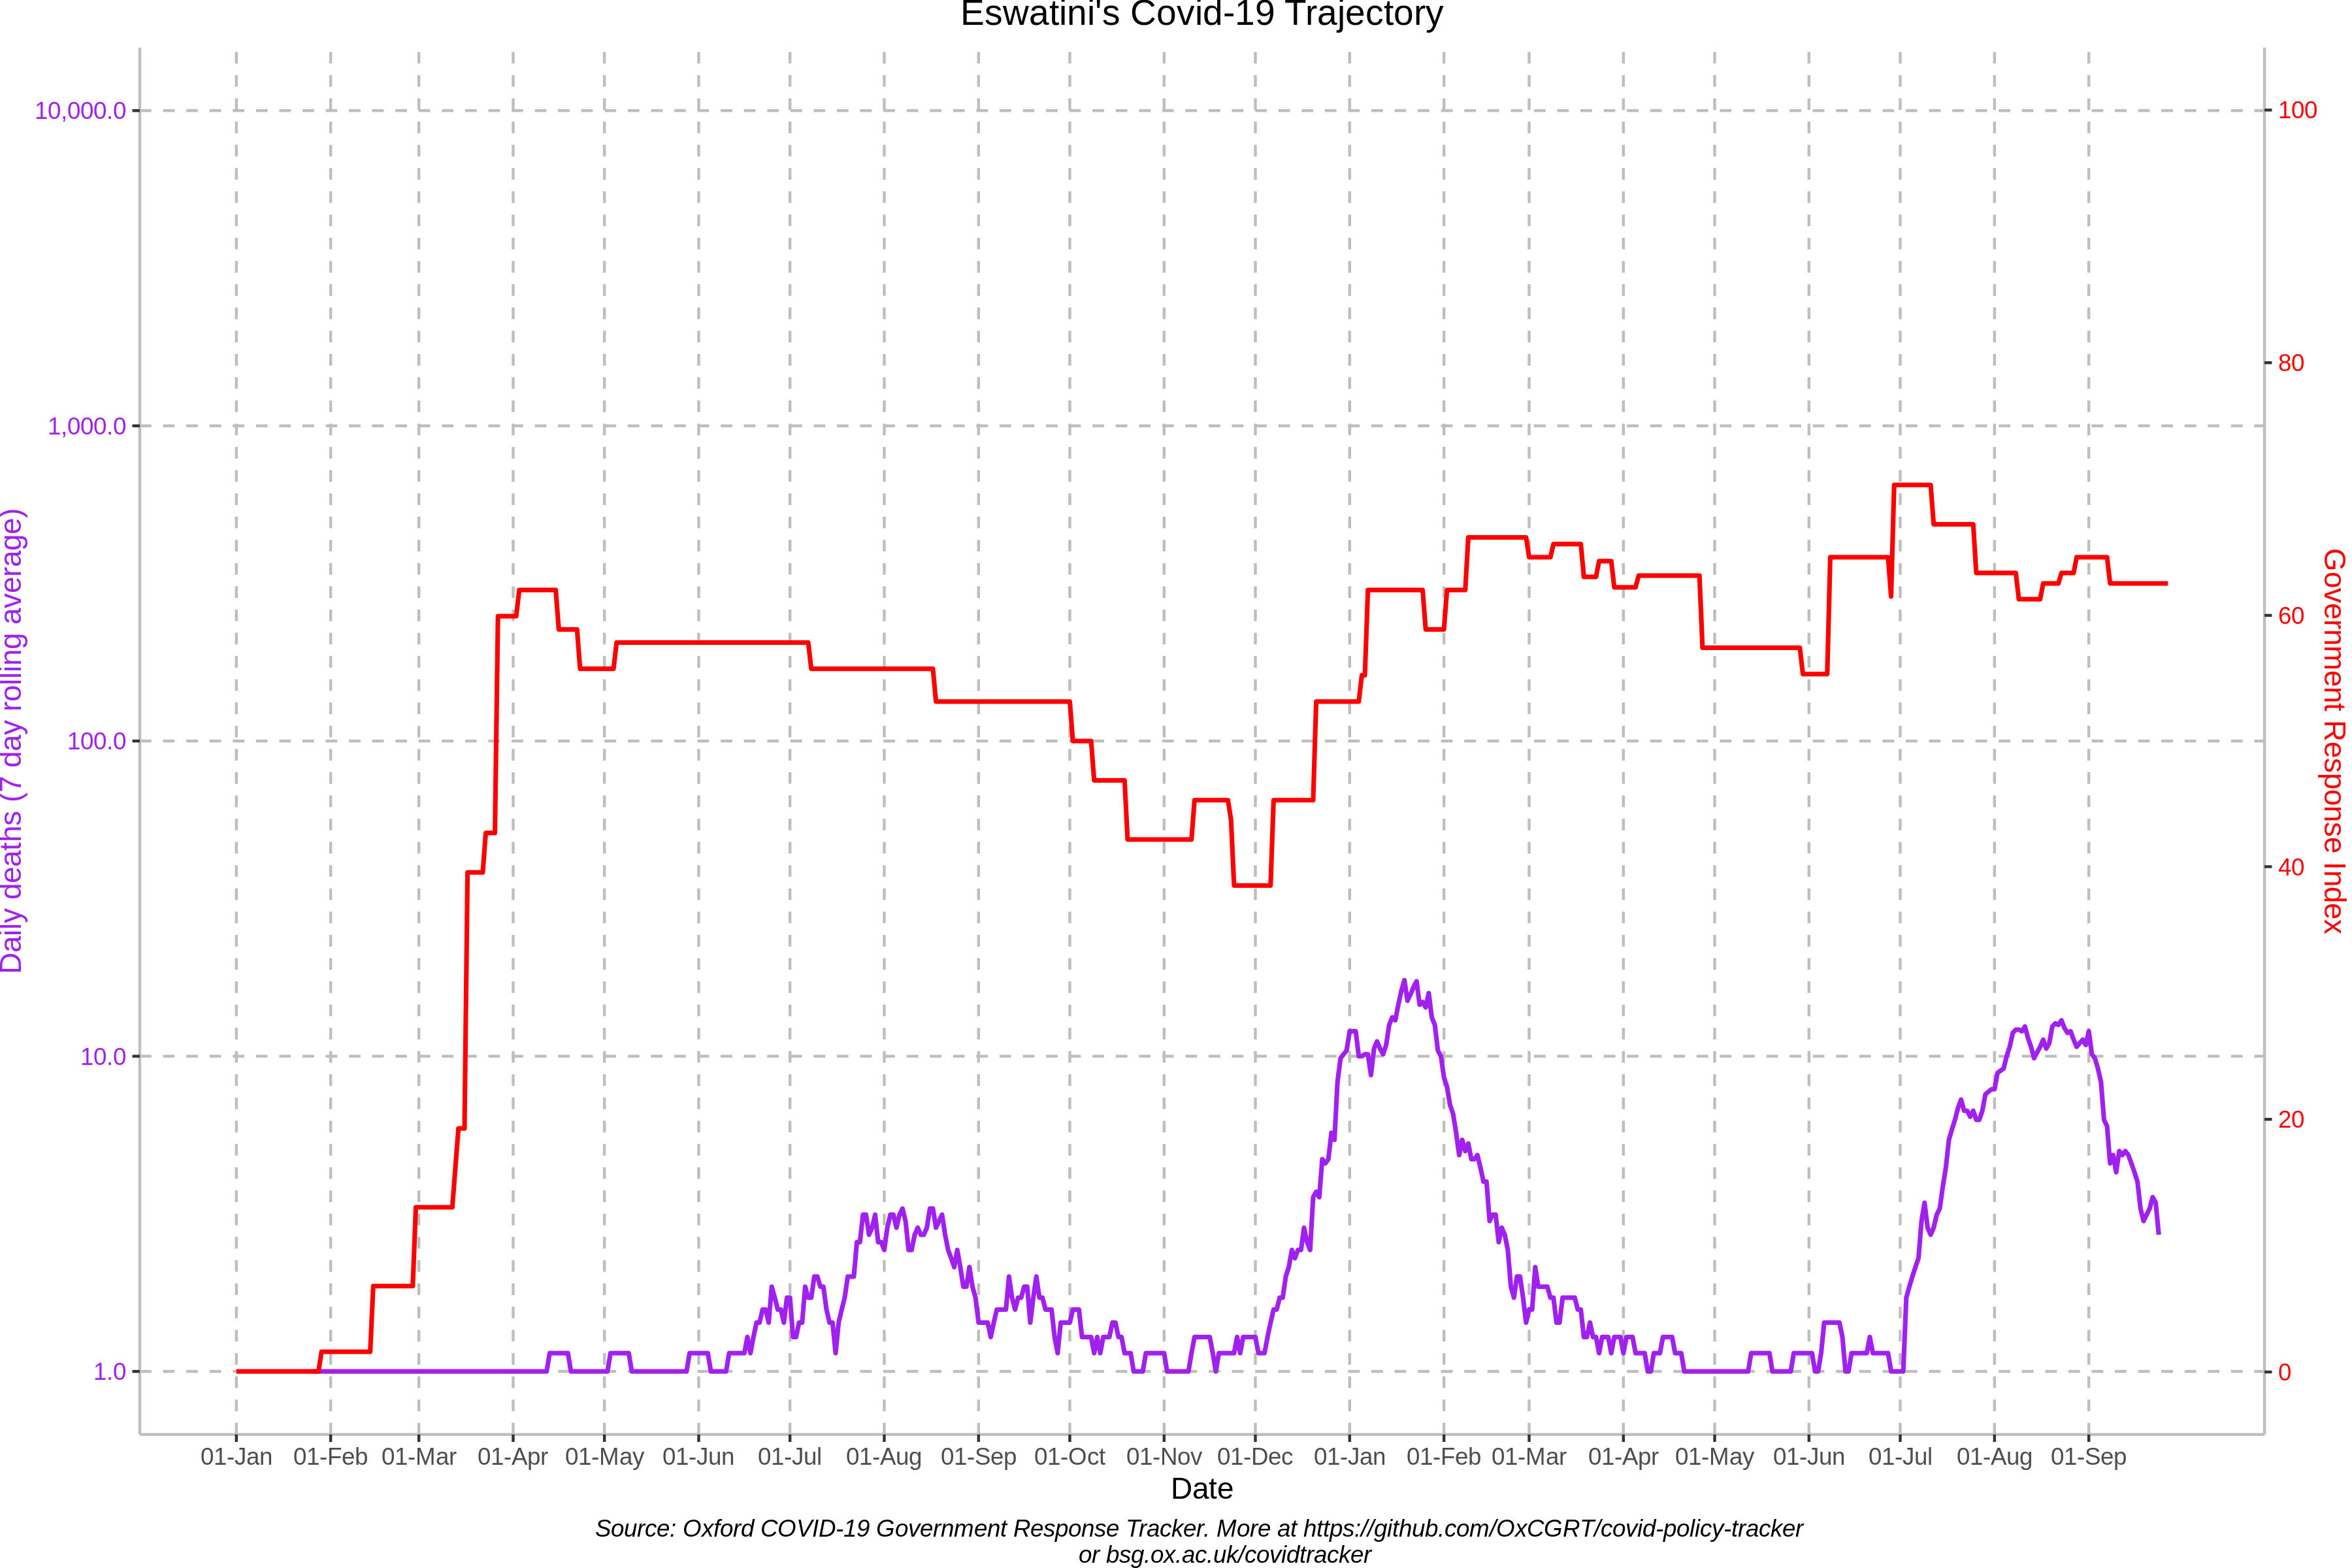 Eswatini's Covid-19 Trajectory
10,000.0
1,000.0
100.0
10.0
1.0
Daily deaths (7 day rolling average)
100
80
60
40
20
0
Government Response Index
01-Jan 01-Feb 01-Mar 01-Apr 01-May 01-Jun 01-Jul 01-Aug 01-Sep 01-Oct 01-Nov 01-Dec 01-Jan 01-Feb 01-Mar 01-Apr 01-May 01-Jun 01-Jul 01-Aug 01-Sep
Date
Source: Oxford COVID-19 Government Response Tracker. More at https://github.com/OxCGRT/covid-policy-tracker
or bsg.ox.ac.uk/covidtracker